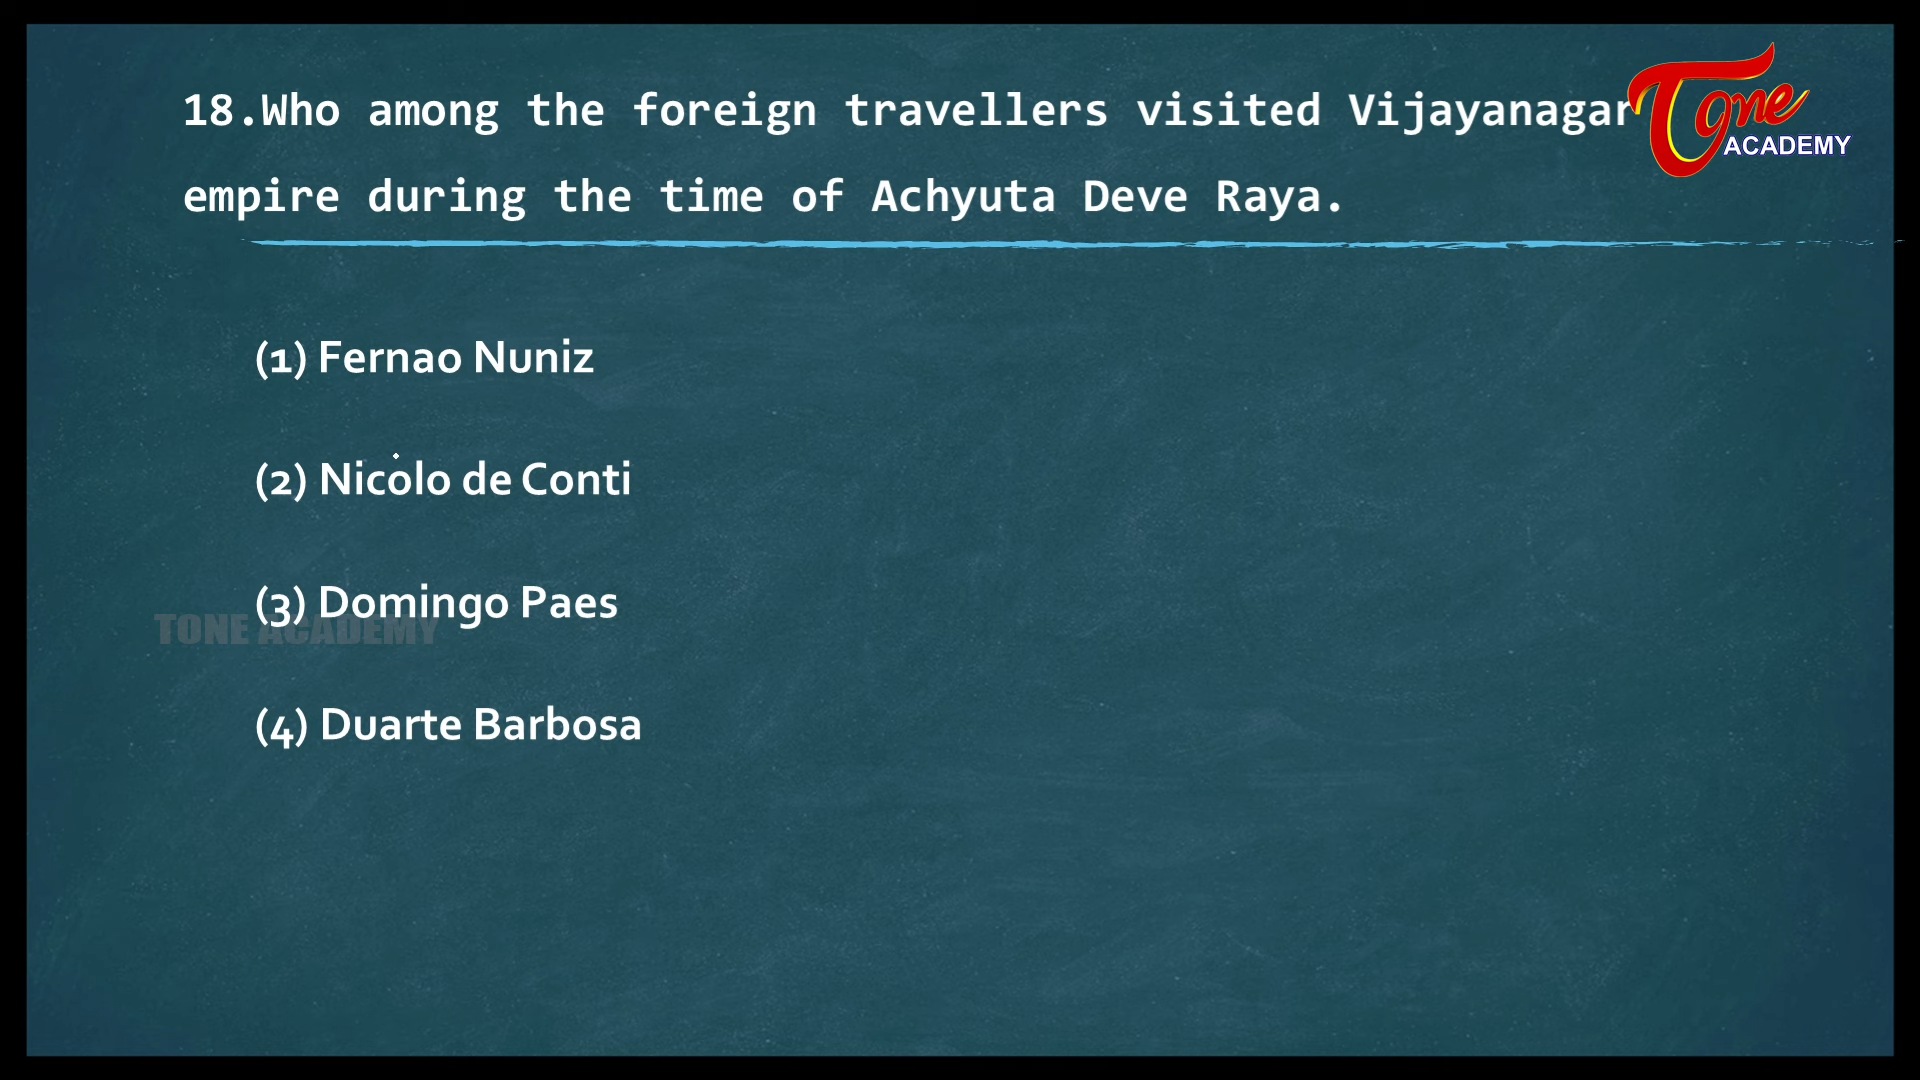 18.Who among the foreign travellers visited Vijayanagar
empire during the time of Achyuta Deve Raya.
Tone
ACADEMY
(1) Fernao Nuniz
(2) Nicolo de Conti
(3) Domingo Paes
TONE ACADEMY
(4) Duarte Barbosa